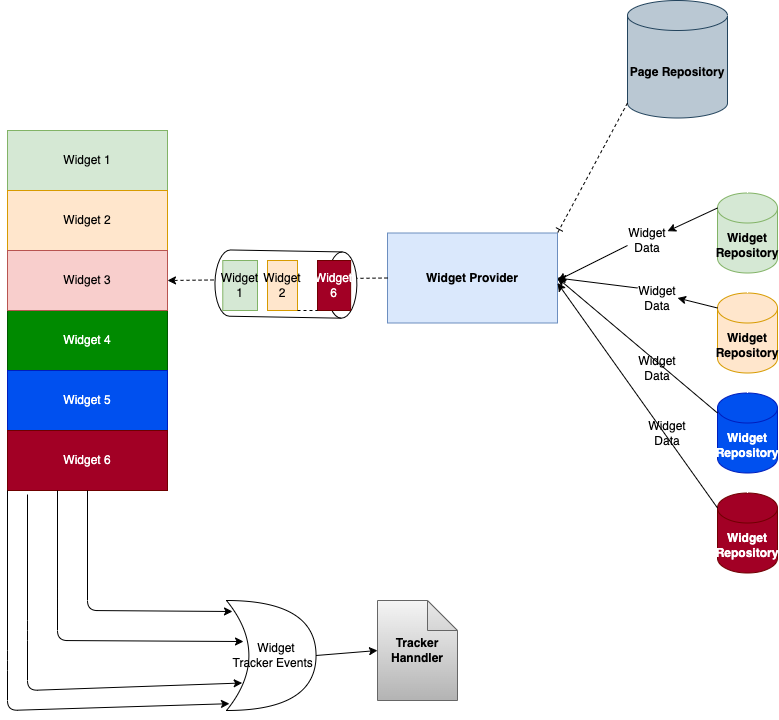 Page Repository
Widget 1
Widget 2
Widget 3
Widget 4
Widget 5
Widget 6
Widget
1
Widget
2
Widget
6
Widget Provider
Widget
Data
Widget
Data
Widget
Data
Widget
Data
Widget
Repository
Widget
Repository
Widget
Repository
Widget
Repository
Widget
Tracker Events
Tracker
Hanndler